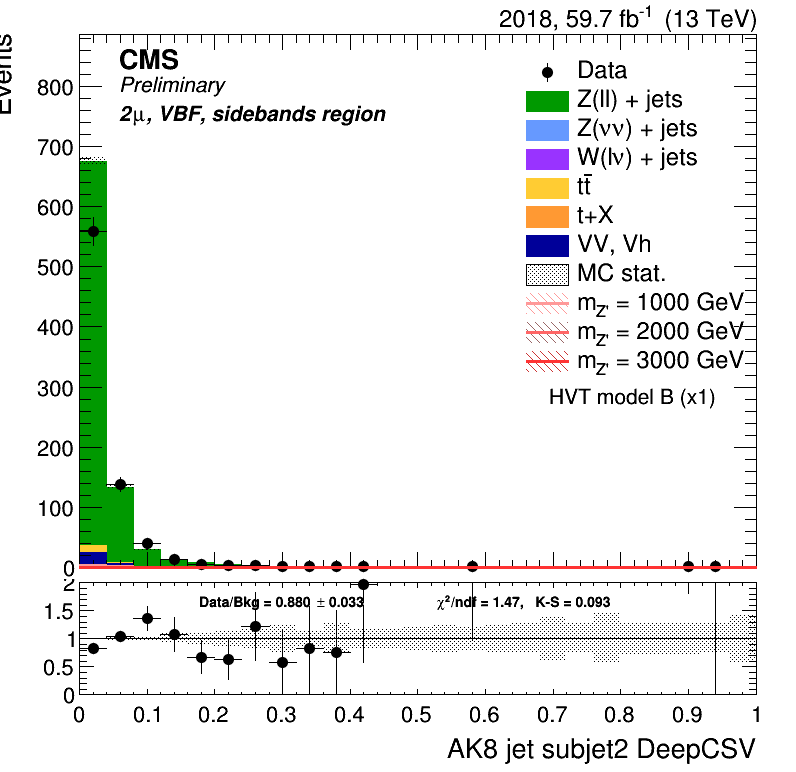 2018, 59.7 fb⁻¹ (13 TeV)
Events
CMS
Preliminary
2μ, VBF, sidebands region
Data
Z(ll) + jets
Z(νν) + jets
W(lν) + jets
tt̄
t+X
VV, Vh
MC stat.
m_Z' = 1000 GeV
m_Z' = 2000 GeV
m_Z' = 3000 GeV
HVT model B (x1)
800
700
600
500
400
300
200
100
0
Data/Bkg = 0.880 ± 0.033
χ²/ndf = 1.47, K-S = 0.093
2
1.5
1
0.5
0
0 0.1 0.2 0.3 0.4 0.5 0.6 0.7 0.8 0.9 1
AK8 jet subjet2 DeepCSV